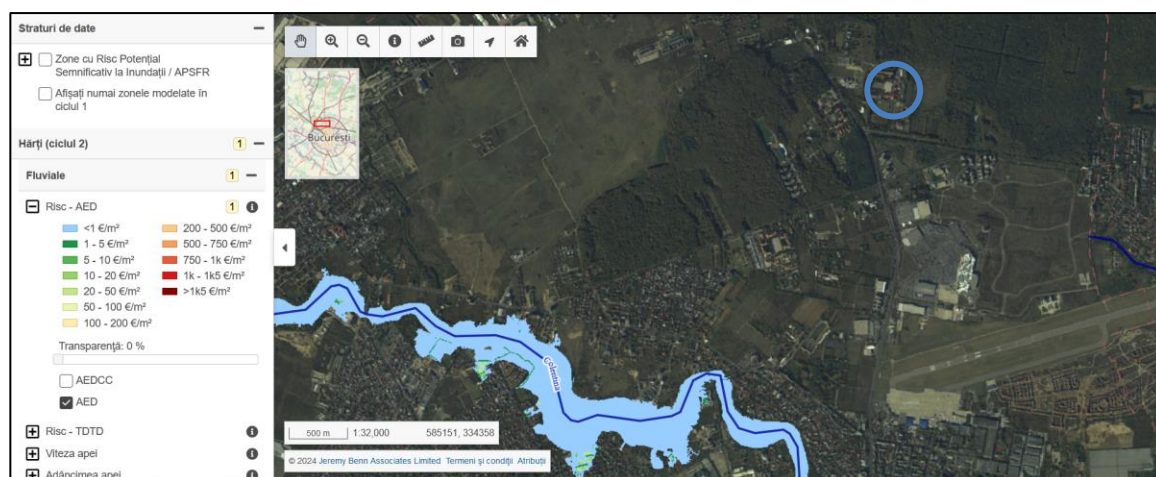 Straturi de date
Zone cu Risc Potențial
Semnificativ la Inundații / APSFR
Afișați numai zonele modelate în
ciclul 1
Hărți (ciclul 2) 1
Fluviale 1
Risc - AED 1
<1 €/m²
1 - 5 €/m²
5 - 10 €/m²
10 - 20 €/m²
20 - 50 €/m²
50 - 100 €/m²
100 - 200 €/m²
200 - 500 €/m²
500 - 750 €/m²
750 - 1k €/m²
1k - 1k5 €/m²
>1k5 €/m²
Transparență: 0 %
AEDCC
AED
Risc - TDTD
Viteza apei
Adâncimea apei
București
Colentina
500 m 1:32,000 585151, 334358
© 2024 Jeremy Benn Associates Limited Termeni și condiții Atribuții